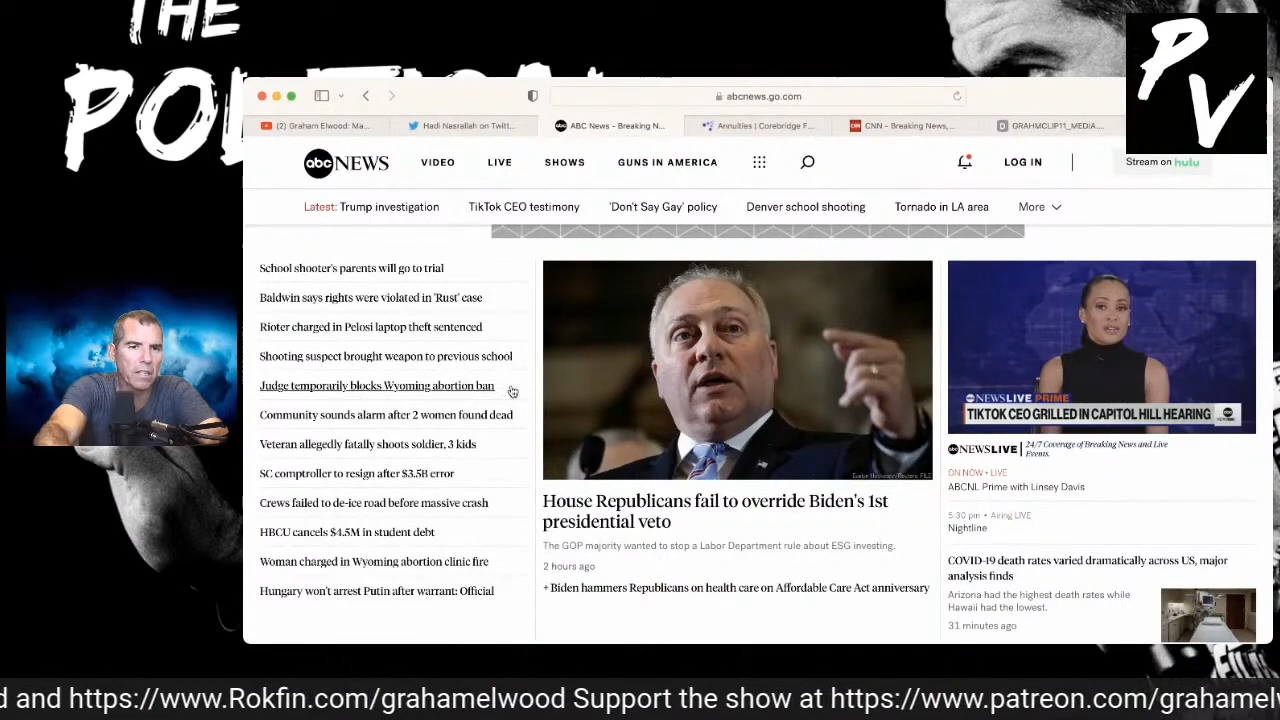 THE
POLITICAL
PV
abcnews.go.com
(2) Graham Elwood: Ma...
Hadi Nasrallah on Twitt...
ABC News - Breaking N...
Annuities | Corebridge F...
CNN - Breaking News,...
GRAHMCLIP11_MEDIA....
abc NEWS
VIDEO
LIVE
SHOWS
GUNS IN AMERICA
LOG IN
Stream on hulu
Latest: Trump investigation
TikTok CEO testimony
'Don't Say Gay' policy
Denver school shooting
Tornado in LA area
More
School shooter's parents will go to trial
Baldwin says rights were violated in 'Rust' case
Rioter charged in Pelosi laptop theft sentenced
Shooting suspect brought weapon to previous school
Judge temporarily blocks Wyoming abortion ban
Community sounds alarm after 2 women found dead
Veteran allegedly fatally shoots soldier, 3 kids
SC comptroller to resign after $3.5B error
Crews failed to de-ice road before massive crash
HBCU cancels $4.5M in student debt
Woman charged in Wyoming abortion clinic fire
Hungary won't arrest Putin after warrant: Official
Evelyn Hockstein/Reuters, FILE
House Republicans fail to override Biden's 1st
presidential veto
The GOP majority wanted to stop a Labor Department rule about ESG investing.
2 hours ago
+ Biden hammers Republicans on health care on Affordable Care Act anniversary
abc NEWS LIVE PRIME
TIKTOK CEO GRILLED IN CAPITOL HILL HEARING
abc NEWS LIVE
24/7 Coverage of Breaking News and Live
Events.
ON NOW • LIVE
ABCNL Prime with Linsey Davis
5:30 pm • Airing LIVE
Nightline
COVID-19 death rates varied dramatically across US, major
analysis finds
Arizona had the highest death rates while
Hawaii had the lowest.
31 minutes ago
d and https://www.Rokfin.com/grahamelwood Support the show at https://www.patreon.com/grahamel